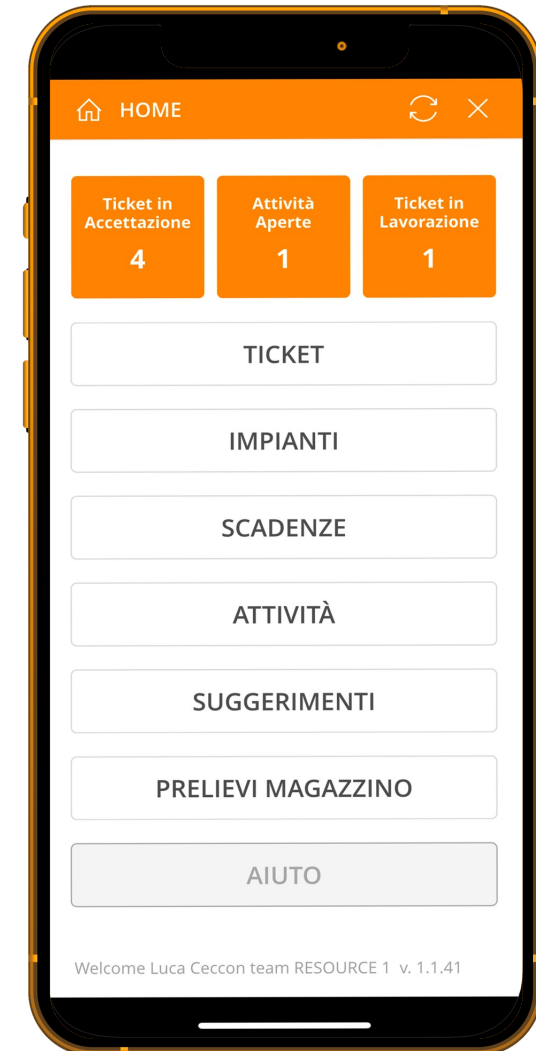 HOME
Ticket in
Accettazione
4
Attività
Aperte
1
Ticket in
Lavorazione
1
TICKET
IMPIANTI
SCADENZE
ATTIVITÀ
SUGGERIMENTI
PRELIEVI MAGAZZINO
AIUTO
Welcome Luca Ceccon team RESOURCE 1 v. 1.1.41